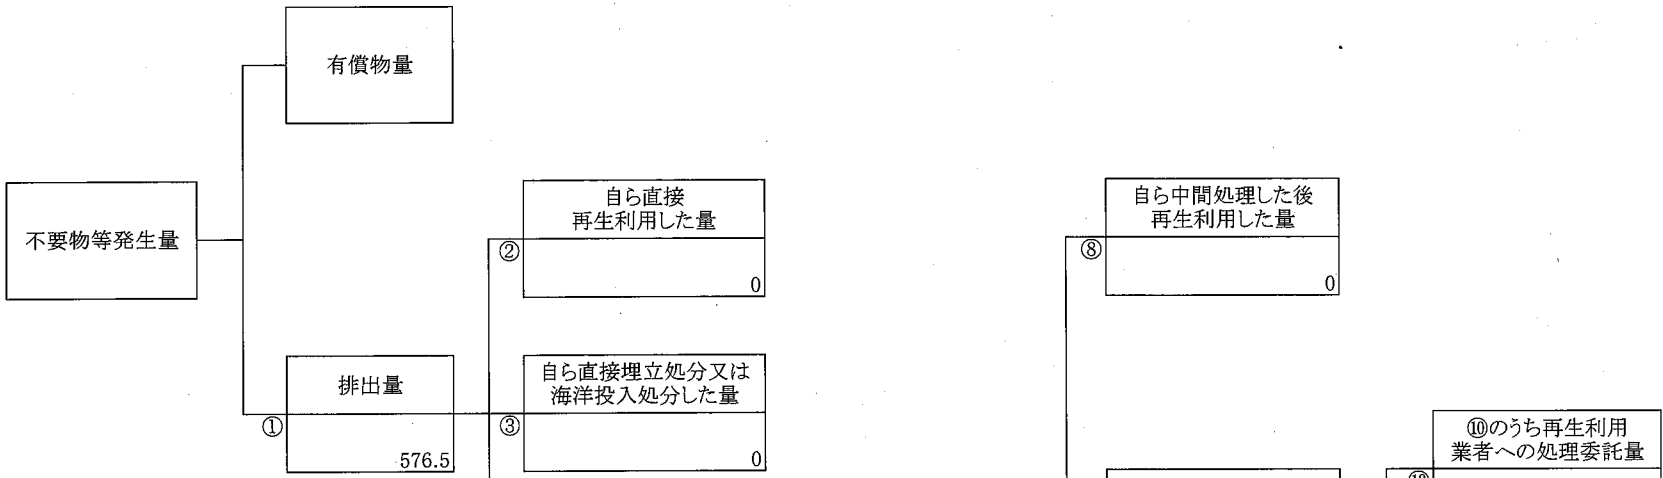 有償物量
不要物等発生量
自ら直接
再生利用した量
②
0
自ら中間処理した後
再生利用した量
⑧
0
排出量
①
576.5
自ら直接埋立処分又は
海洋投入処分した量
③
0
⑩のうち再生利用
業者への処理委託量